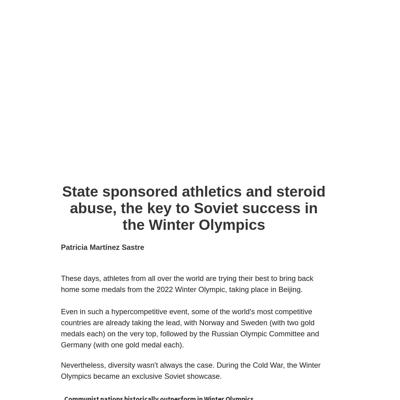 State sponsored athletics and steroid
abuse, the key to Soviet success in
the Winter Olympics
Patricia Martínez Sastre
These days, athletes from all over the world are trying their best to bring back
home some medals from the 2022 Winter Olympic, taking place in Beijing.
Even in such a hypercompetitive event, some of the world's most competitive
countries are already taking the lead, with Norway and Sweden (with two gold
medals each) on the very top, followed by the Russian Olympic Committee and
Germany (with one gold medal each).
Nevertheless, diversity wasn't always the case. During the Cold War, the Winter
Olympics became an exclusive Soviet showcase.
Communist nations historically outperform in Winter Olympics